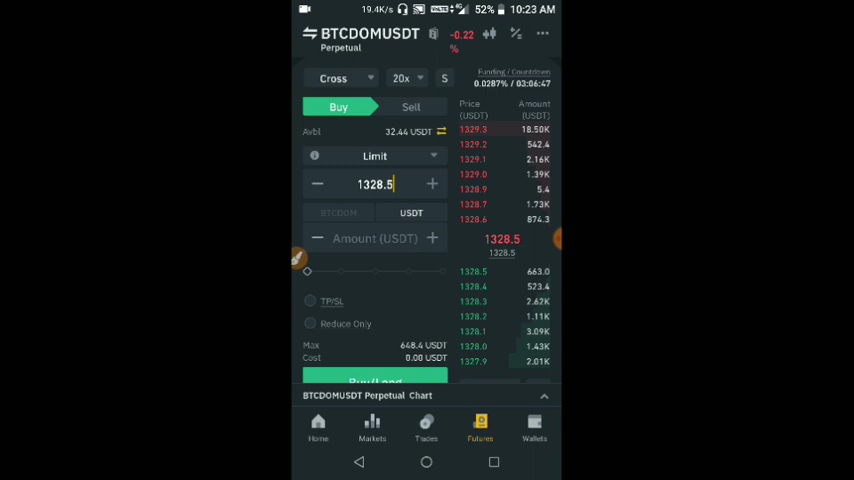 19.4K/s VoLTE 4G 52% 10:23 AM
BTCDOMUSDT -0.22 %
Perpetual
Cross 20x S Funding / Countdown
0.0287% / 03:06:47
Buy Sell Price (USDT) Amount (USDT)
Avbl 32.44 USDT
1329.3 18.50K
Limit
1329.2 542.4
1329.1 2.16K
1328.5
1329.0 1.39K
1328.9 5.4
BTCDOM USDT
1328.7 1.73K
1328.6 874.3
Amount (USDT)
1328.5
1328.5
1328.5 663.0
1328.4 523.4
TP/SL
1328.3 2.62K
1328.2 1.11K
Reduce Only
1328.1 3.09K
Max 648.4 USDT
1328.0 1.43K
Cost 0.00 USDT
1327.9 2.01K
Buy/Long
BTCDOMUSDT Perpetual Chart
Home Markets Trades Futures Wallets